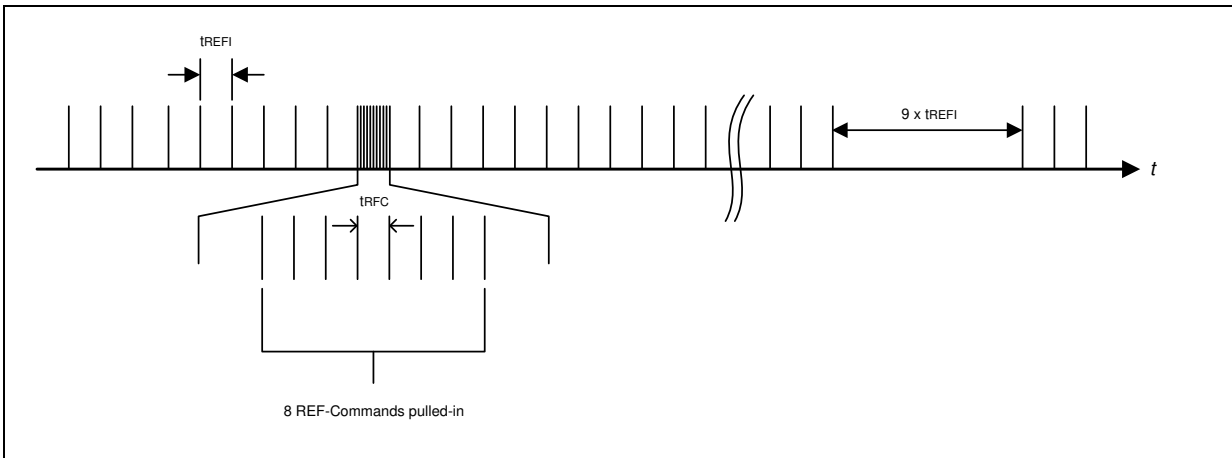 tREFI
9 x tREFI
t
tRFC
8 REF-Commands pulled-in